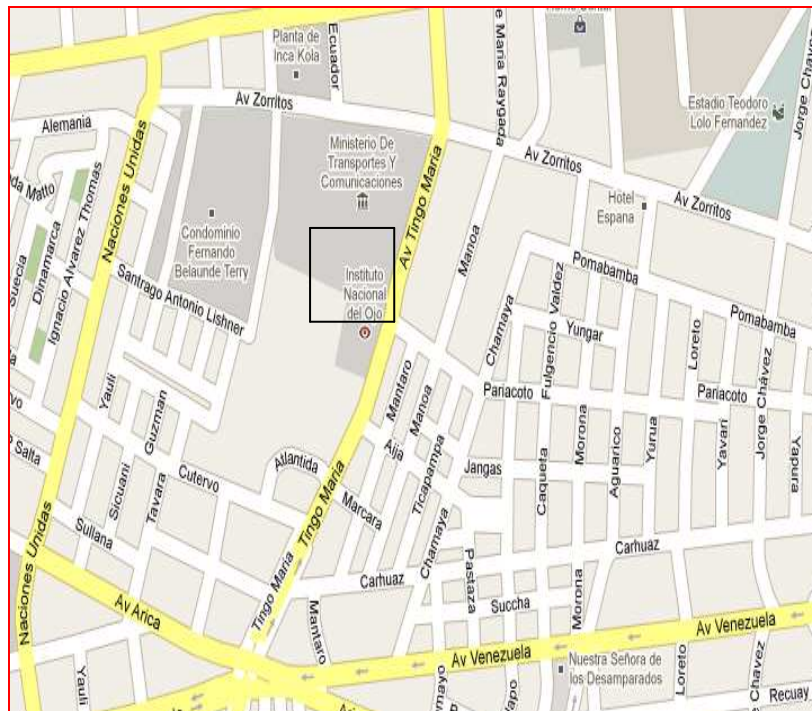 Planta de
Inca Kola
Ecuador
Jose Maria Raygada
Jorge Chavez
Estadio Teodoro
Lolo Fernandez
Av Zorritos
Alemania
Naciones Unidas
Ministerio De
Transportes Y
Comunicaciones
Av Tingo Maria
Av Zorritos
Av Zorritos
Hotel
Espana
Manoa
Matto
Suecia
Dinamarca
Ignacio Alvarez Thomas
Condominio
Fernando
Belaunde Terry
Santrago Antonio Lishner
Instituto
Nacional
del Ojo
Pomabamba
Pomabamba
Chamaya
Fulgencio Valdez
Yungar
Loreto
Pariacoto
Pariacoto
Jorge Chávez
Yapura
Yavari
Yurua
Aguarico
Morona
Caqueta
Jangas
Mantaro
Manoa
Ticapampa
Aija
Chamaya
Marcara
Atlantida
Tingo Maria
Yauli
Guzman
Sicuani
Tavara
Cutervo
Salta
Sullana
Naciones Unidas
Av Arica
Tingo Maria
Carhuaz
Carhuaz
Pastaza
Succha
Morona
Mantaro
Av Venezuela
Av Venezuela
Nuestra Señora de
los Desamparados
Loreto
Chavez
Recuay
Yauli